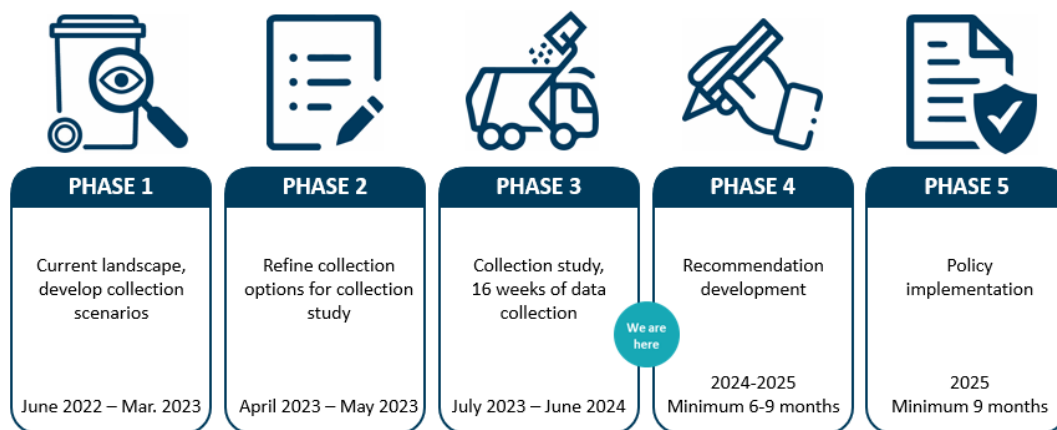 PHASE 1
Current landscape,
develop collection
scenarios
June 2022 – Mar. 2023
PHASE 2
Refine collection
options for collection
study
April 2023 – May 2023
PHASE 3
Collection study,
16 weeks of data
collection
July 2023 – June 2024
We are
here
PHASE 4
Recommendation
development
2024-2025
Minimum 6-9 months
PHASE 5
Policy
implementation
2025
Minimum 9 months